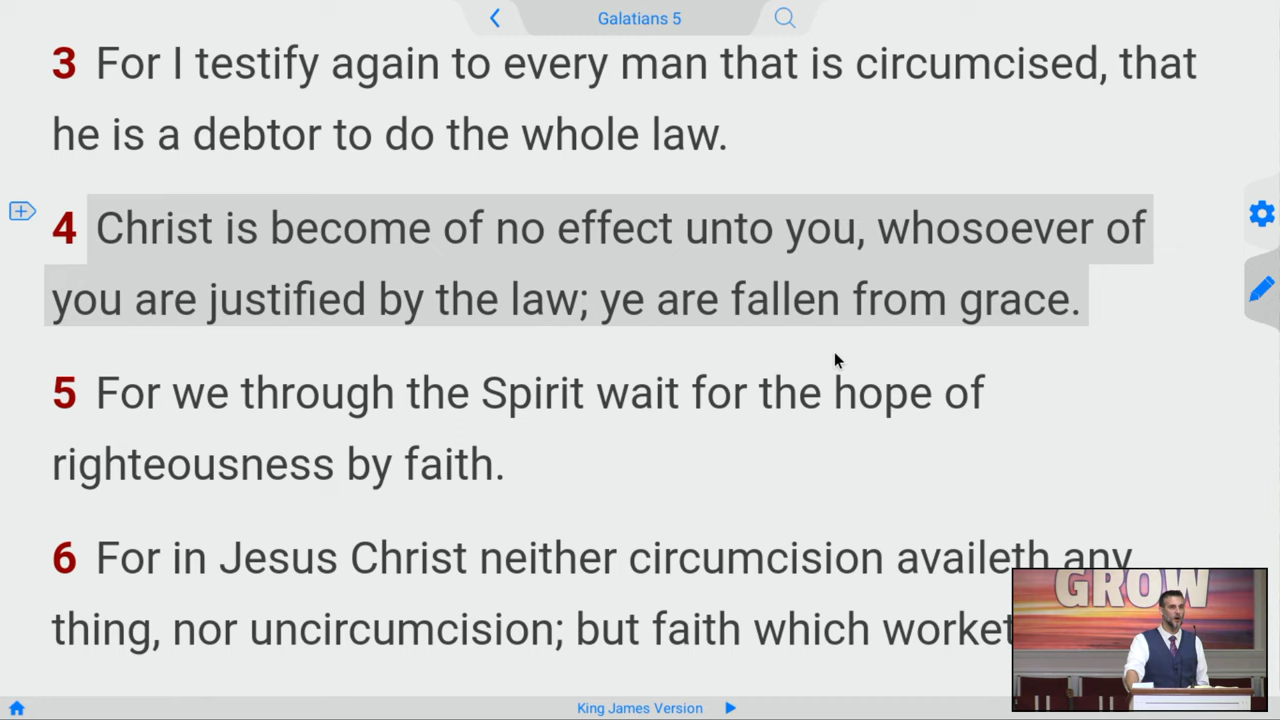 Galatians 5
3 For I testify again to every man that is circumcised, that
he is a debtor to do the whole law.
4 Christ is become of no effect unto you, whosoever of
you are justified by the law; ye are fallen from grace.
5 For we through the Spirit wait for the hope of
righteousness by faith.
6 For in Jesus Christ neither circumcision availeth any
thing, nor uncircumcision; but faith which worket
GROW
King James Version